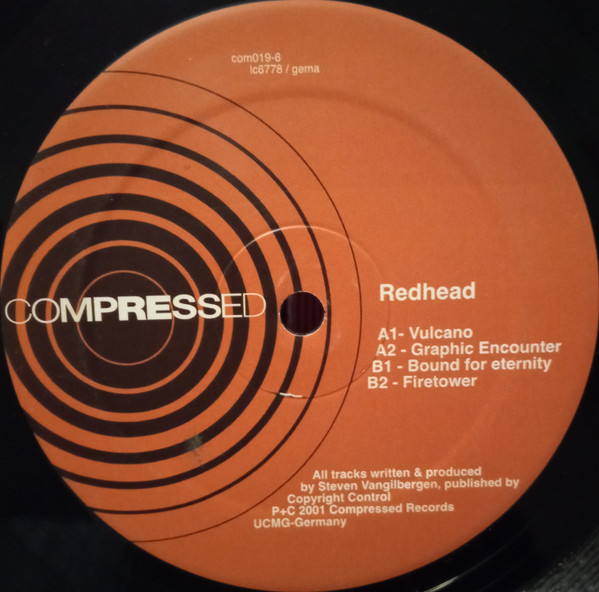 com019-6
lc6778 / gema
COMPRESSED
Redhead
A1- Vulcano
A2 - Graphic Encounter
B1 - Bound for eternity
B2 - Firetower
All tracks written & produced
by Steven Vangilbergen, published by
Copyright Control
P+C 2001 Compressed Records
UCMG-Germany